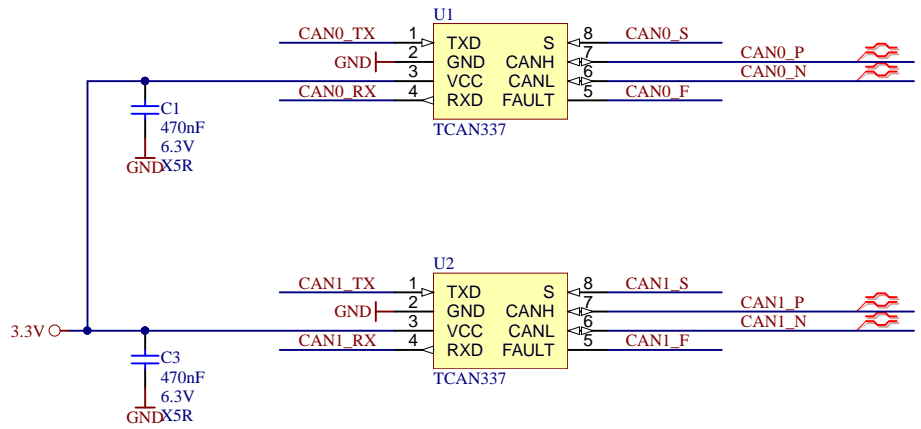 U1
CAN0_TX 1 TXD S 8 CAN0_S
GND 2 GND CANH 7 CAN0_P
3 VCC CANL 6 CAN0_N
CAN0_RX 4 RXD FAULT 5 CAN0_F
TCAN337
C1
470nF
6.3V
GND X5R
U2
CAN1_TX 1 TXD S 8 CAN1_S
GND 2 GND CANH 7 CAN1_P
3.3V 3 VCC CANL 6 CAN1_N
CAN1_RX 4 RXD FAULT 5 CAN1_F
TCAN337
C3
470nF
6.3V
GND X5R